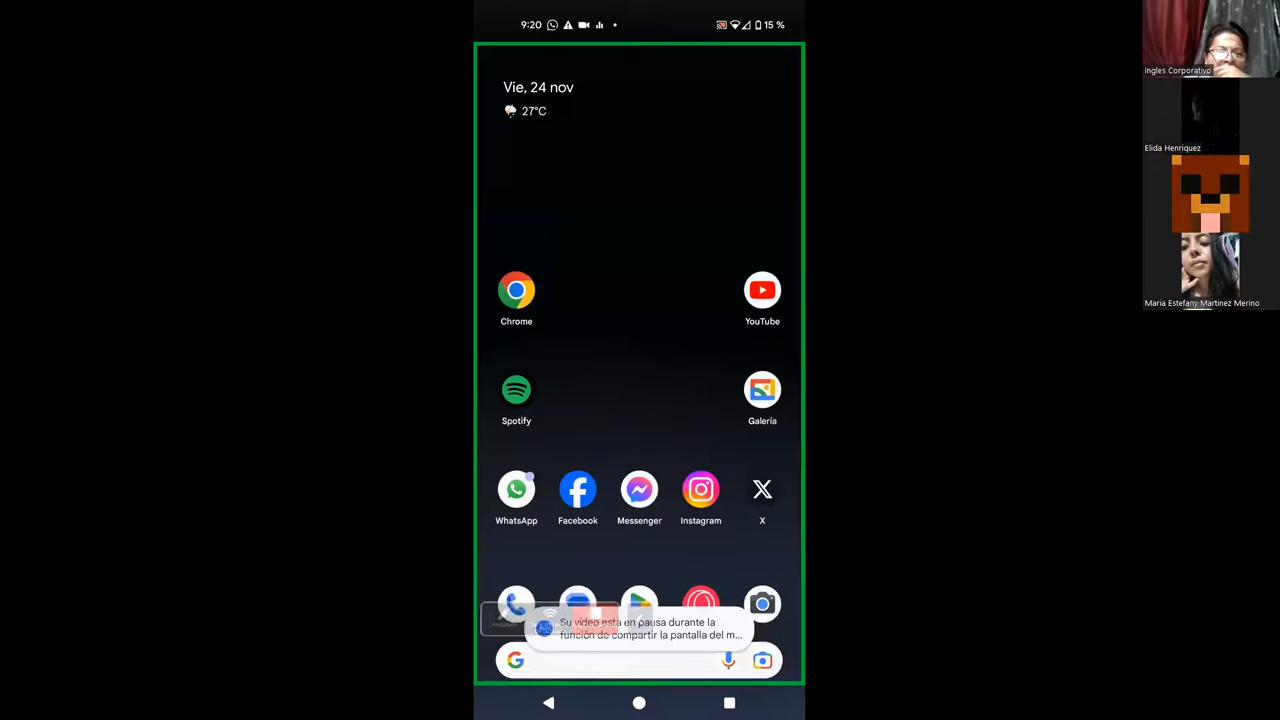 9:20
15 %
Vie, 24 nov
27°C
Chrome
YouTube
Spotify
Galería
WhatsApp
Facebook
Messenger
Instagram
X
Su video está en pausa durante la
función de compartir la pantalla del m...
Ingles Corporativo
Elida Henriquez
Maria Estefany Martinez Merino